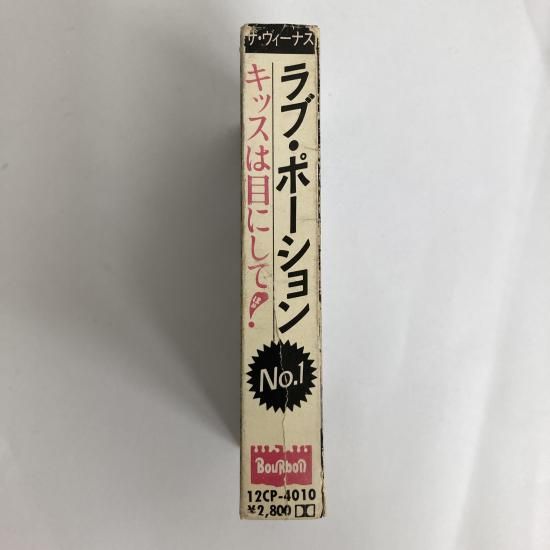 ザ・ヴィーナス
ラブ・ポーション
キッスは目にして!
No.1
BOURBON
12CP-4010
¥2,800